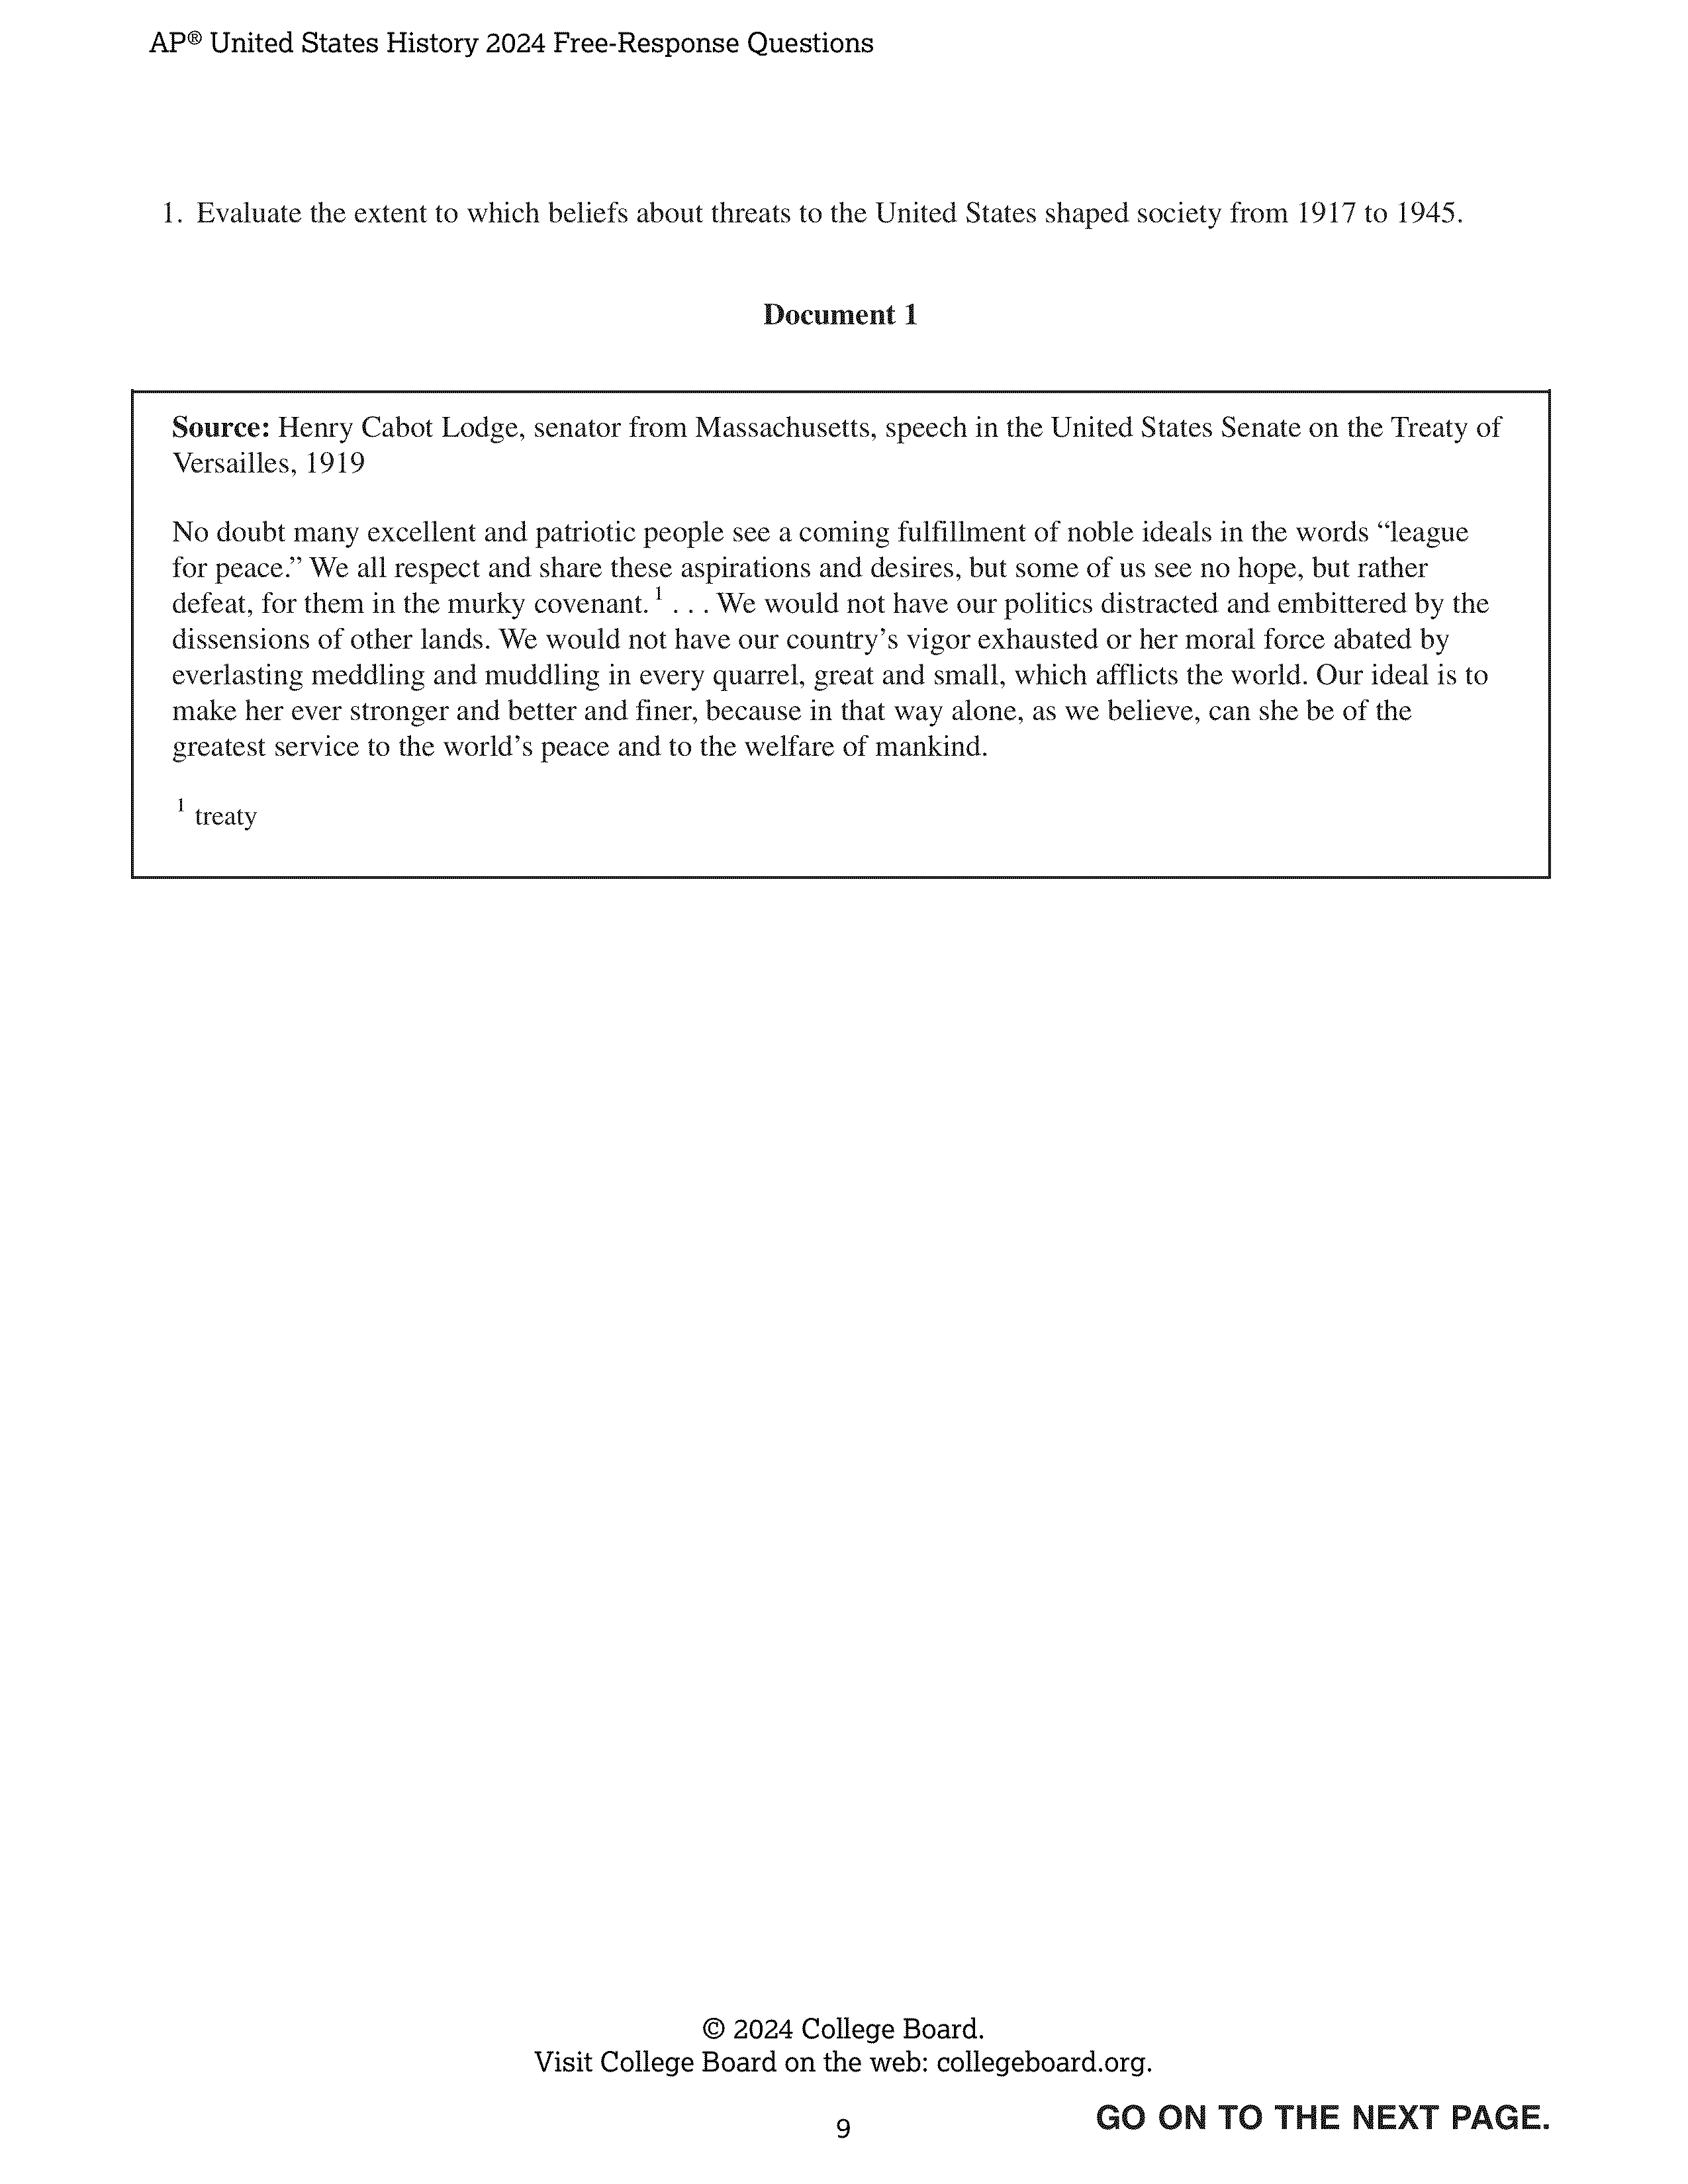 AP® United States History 2024 Free-Response Questions
1. Evaluate the extent to which beliefs about threats to the United States shaped society from 1917 to 1945.
Document 1
Source: Henry Cabot Lodge, senator from Massachusetts, speech in the United States Senate on the Treaty of
Versailles, 1919
No doubt many excellent and patriotic people see a coming fulfillment of noble ideals in the words “league
for peace.” We all respect and share these aspirations and desires, but some of us see no hope, but rather
defeat, for them in the murky covenant. 1 . . . We would not have our politics distracted and embittered by the
dissensions of other lands. We would not have our country’s vigor exhausted or her moral force abated by
everlasting meddling and muddling in every quarrel, great and small, which afflicts the world. Our ideal is to
make her ever stronger and better and finer, because in that way alone, as we believe, can she be of the
greatest service to the world’s peace and to the welfare of mankind.
1 treaty
© 2024 College Board.
Visit College Board on the web: collegeboard.org.
GO ON TO THE NEXT PAGE.
9